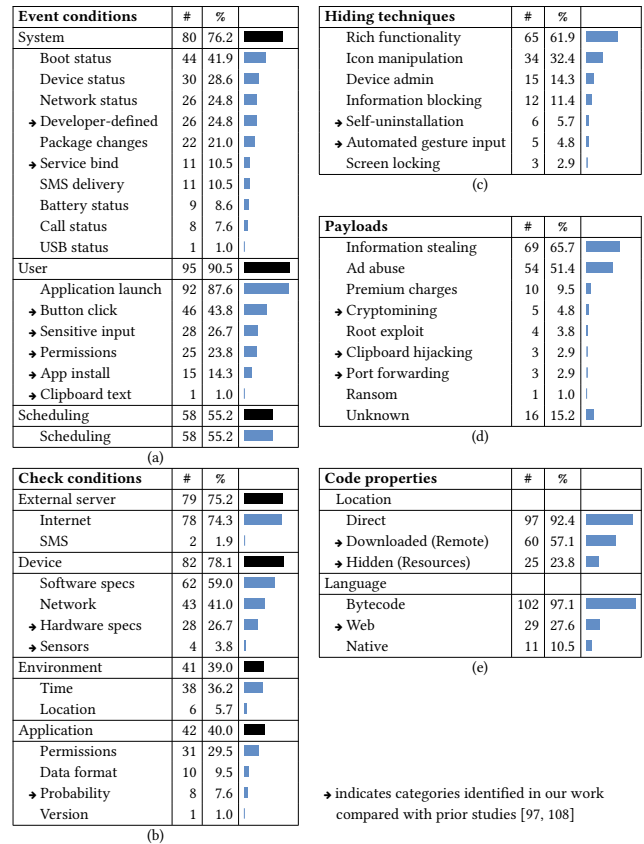 Event conditions # %
System 80 76.2
Boot status 44 41.9
Device status 30 28.6
Network status 26 24.8
➔ Developer-defined 26 24.8
Package changes 22 21.0
➔ Service bind 11 10.5
SMS delivery 11 10.5
Battery status 9 8.6
Call status 8 7.6
USB status 1 1.0
User 95 90.5
Application launch 92 87.6
➔ Button click 46 43.8
➔ Sensitive input 28 26.7
➔ Permissions 25 23.8
➔ App install 15 14.3
➔ Clipboard text 1 1.0
Scheduling 58 55.2
Scheduling 58 55.2
(a)
Check conditions # %
External server 79 75.2
Internet 78 74.3
SMS 2 1.9
Device 82 78.1
Software specs 62 59.0
Network 43 41.0
➔ Hardware specs 28 26.7
➔ Sensors 4 3.8
Environment 41 39.0
Time 38 36.2
Location 6 5.7
Application 42 40.0
Permissions 31 29.5
Data format 10 9.5
➔ Probability 8 7.6
Version 1 1.0
(b)
Hiding techniques # %
Rich functionality 65 61.9
Icon manipulation 34 32.4
Device admin 15 14.3
Information blocking 12 11.4
➔ Self-uninstallation 6 5.7
➔ Automated gesture input 5 4.8
Screen locking 3 2.9
(c)
Payloads # %
Information stealing 69 65.7
Ad abuse 54 51.4
Premium charges 10 9.5
➔ Cryptomining 5 4.8
Root exploit 4 3.8
➔ Clipboard hijacking 3 2.9
➔ Port forwarding 3 2.9
Ransom 1 1.0
Unknown 16 15.2
(d)
Code properties # %
Location
Direct 97 92.4
➔ Downloaded (Remote) 60 57.1
➔ Hidden (Resources) 25 23.8
Language
Bytecode 102 97.1
➔ Web 29 27.6
Native 11 10.5
(e)
➔ indicates categories identified in our work
compared with prior studies [97, 108]